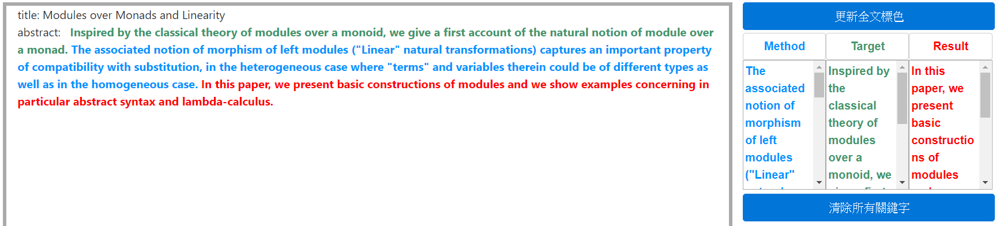 title: Modules over Monads and Linearity
abstract: Inspired by the classical theory of modules over a monoid, we give a first account of the natural notion of module over
a monad. The associated notion of morphism of left modules ("Linear" natural transformations) captures an important property
of compatibility with substitution, in the heterogeneous case where "terms" and variables therein could be of different types as
well as in the homogeneous case. In this paper, we present basic constructions of modules and we show examples concerning in
particular abstract syntax and lambda-calculus.
更新全文標色
Method
Target
Result
The
associated
notion of
morphism
of left
modules
("Linear"
Inspired by
the
classical
theory of
modules
over a
monoid, we
In this
paper, we
present
basic
constructio
ns of
modules
清除所有關鍵字